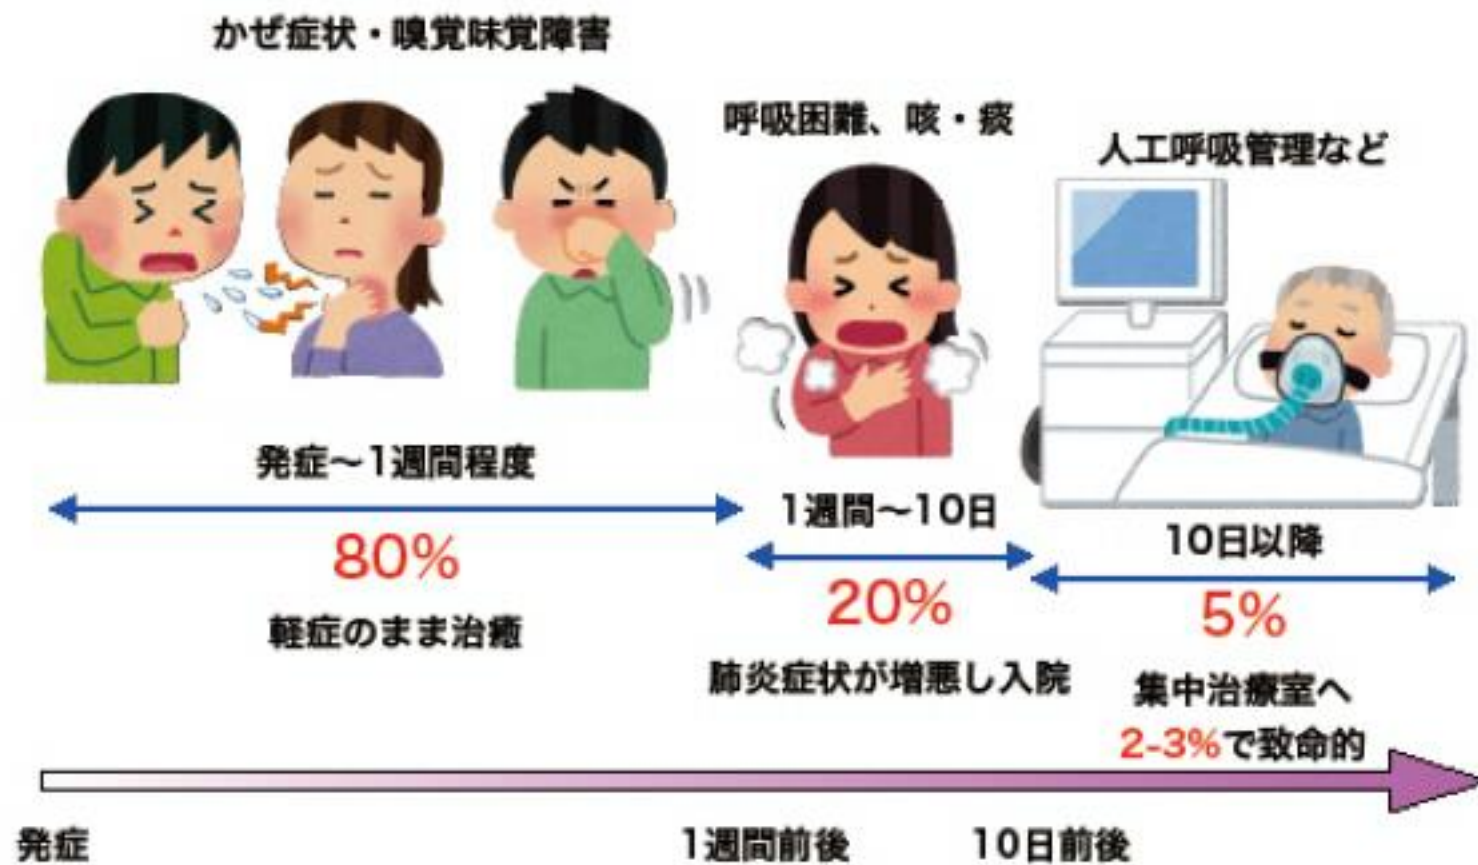 かぜ症状・嗅覚味覚障害
呼吸困難、咳・痰
人工呼吸管理など
発症～1週間程度
80%
軽症のまま治癒
1週間～10日
20%
肺炎症状が増悪し入院
10日以降
5%
集中治療室へ
2-3%で致命的
発症
1週間前後
10日前後